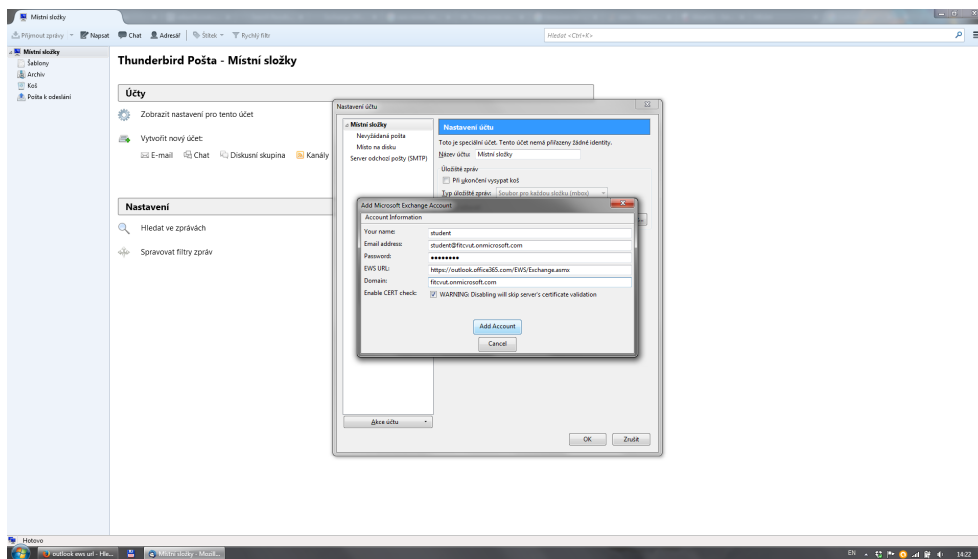 Místní složky
Přijmout zprávy Napsat Chat Adresář Štítek Rychlý filtr Hledat <Ctrl+K>
Místní složky
Šablony
Archiv
Koš
Pošta k odeslání
Thunderbird Pošta - Místní složky
Účty
Zobrazit nastavení pro tento účet
Vytvořit nový účet:
E-mail Chat Diskusní skupina Kanály
Nastavení
Hledat ve zprávách
Spravovat filtry zpráv
Nastavení účtu
Místní složky
Nevyžádaná pošta
Místo na disku
Server odchozí pošty (SMTP)
Nastavení účtu
Toto je speciální účet. Tento účet nemá přiřazeny žádné identity.
Název účtu: Místní složky
Úložiště zpráv
Při ukončení vysypat koš
Typ úložiště zpráv: Soubor pro každou složku (mbox)
Add Microsoft Exchange Account
Account Information
Your name: student
Email address: student@fitcvut.onmicrosoft.com
Password: ••••••••
EWS URL: https://outlook.office365.com/EWS/Exchange.asmx
Domain: fitcvut.onmicrosoft.com
Enable CERT check: WARNING: Disabling will skip server's certificate validation
Add Account
Cancel
Akce účtu
OK Zrušit
Hotovo
outlook ews url - Hle... Místní složky - Mozill... EN 14:22